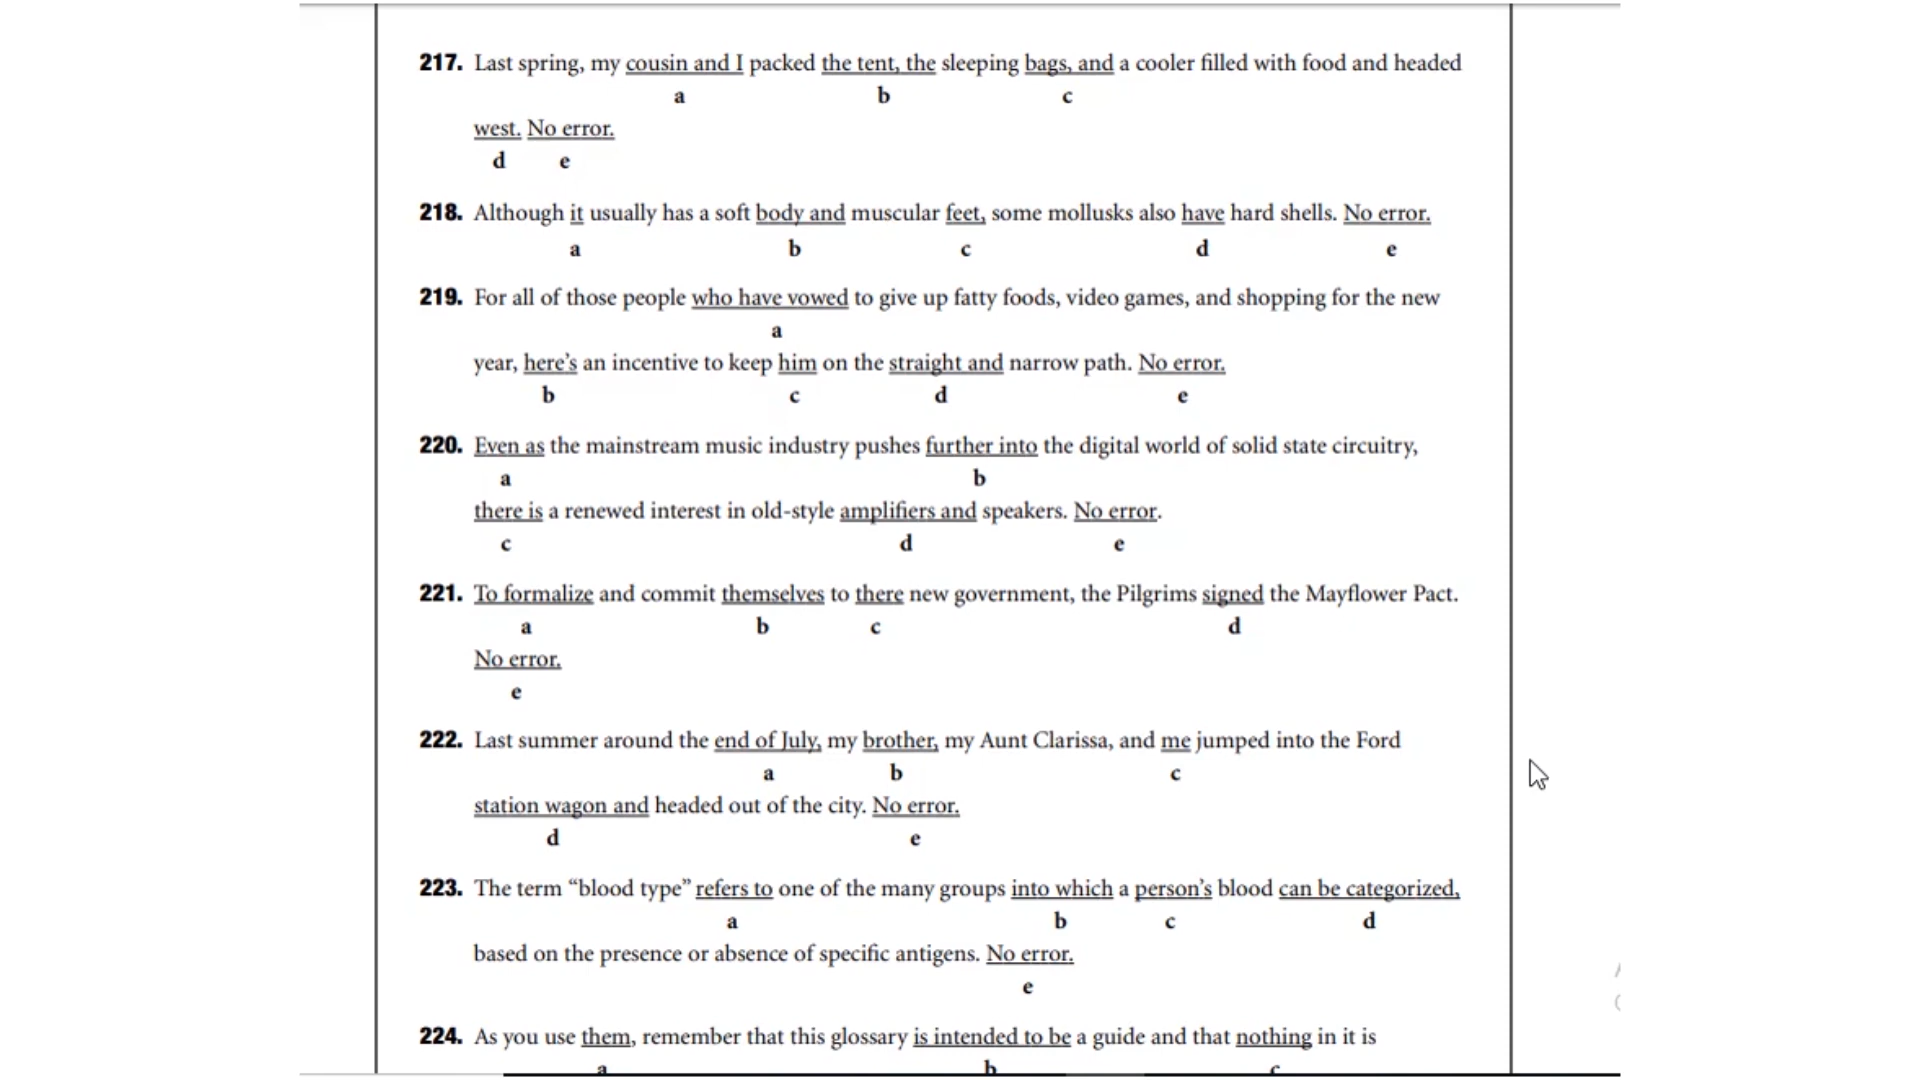 217. Last spring, my cousin and I packed the tent, the sleeping bags, and a cooler filled with food and headed
a b c
west. No error.
d e
218. Although it usually has a soft body and muscular feet, some mollusks also have hard shells. No error.
a b c d e
219. For all of those people who have vowed to give up fatty foods, video games, and shopping for the new
a
year, here’s an incentive to keep him on the straight and narrow path. No error.
b c d e
220. Even as the mainstream music industry pushes further into the digital world of solid state circuitry,
a b
there is a renewed interest in old-style amplifiers and speakers. No error.
c d e
221. To formalize and commit themselves to there new government, the Pilgrims signed the Mayflower Pact.
a b c d
No error.
e
222. Last summer around the end of July, my brother, my Aunt Clarissa, and me jumped into the Ford
a b c
station wagon and headed out of the city. No error.
d e
223. The term “blood type” refers to one of the many groups into which a person’s blood can be categorized,
a b c d
based on the presence or absence of specific antigens. No error.
e
224. As you use them, remember that this glossary is intended to be a guide and that nothing in it is
a b c